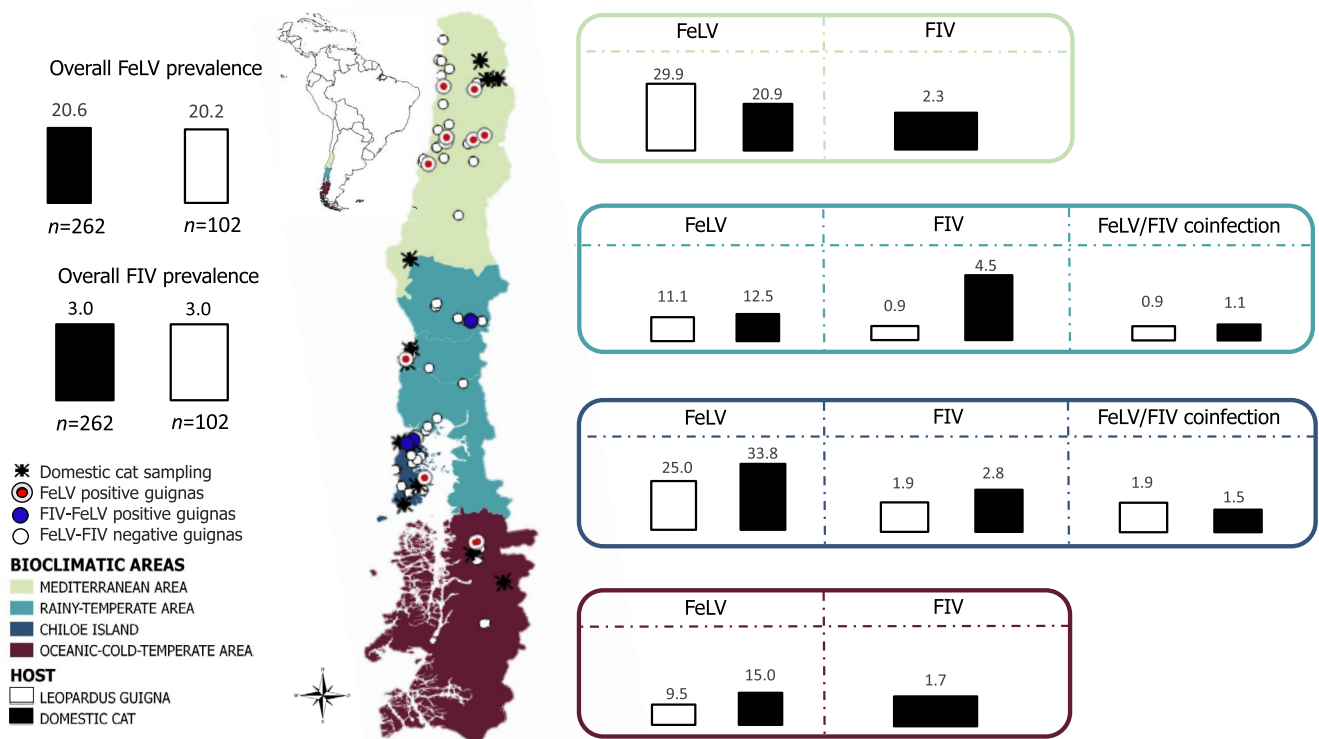 Overall FeLV prevalence
20.6 20.2
n=262 n=102
Overall FIV prevalence
3.0 3.0
n=262 n=102
Domestic cat sampling
FeLV positive guignas
FIV-FeLV positive guignas
FeLV-FIV negative guignas
BIOCLIMATIC AREAS
MEDITERRANEAN AREA
RAINY-TEMPERATE AREA
CHILOE ISLAND
OCEANIC-COLD-TEMPERATE AREA
HOST
LEOPARDUS GUIGNA
DOMESTIC CAT
N
W O
S
FeLV FIV
29.9 20.9 2.3
FeLV FIV FeLV/FIV coinfection
11.1 12.5 0.9 4.5 0.9 1.1
FeLV FIV FeLV/FIV coinfection
25.0 33.8 1.9 2.8 1.9 1.5
FeLV FIV
9.5 15.0 1.7